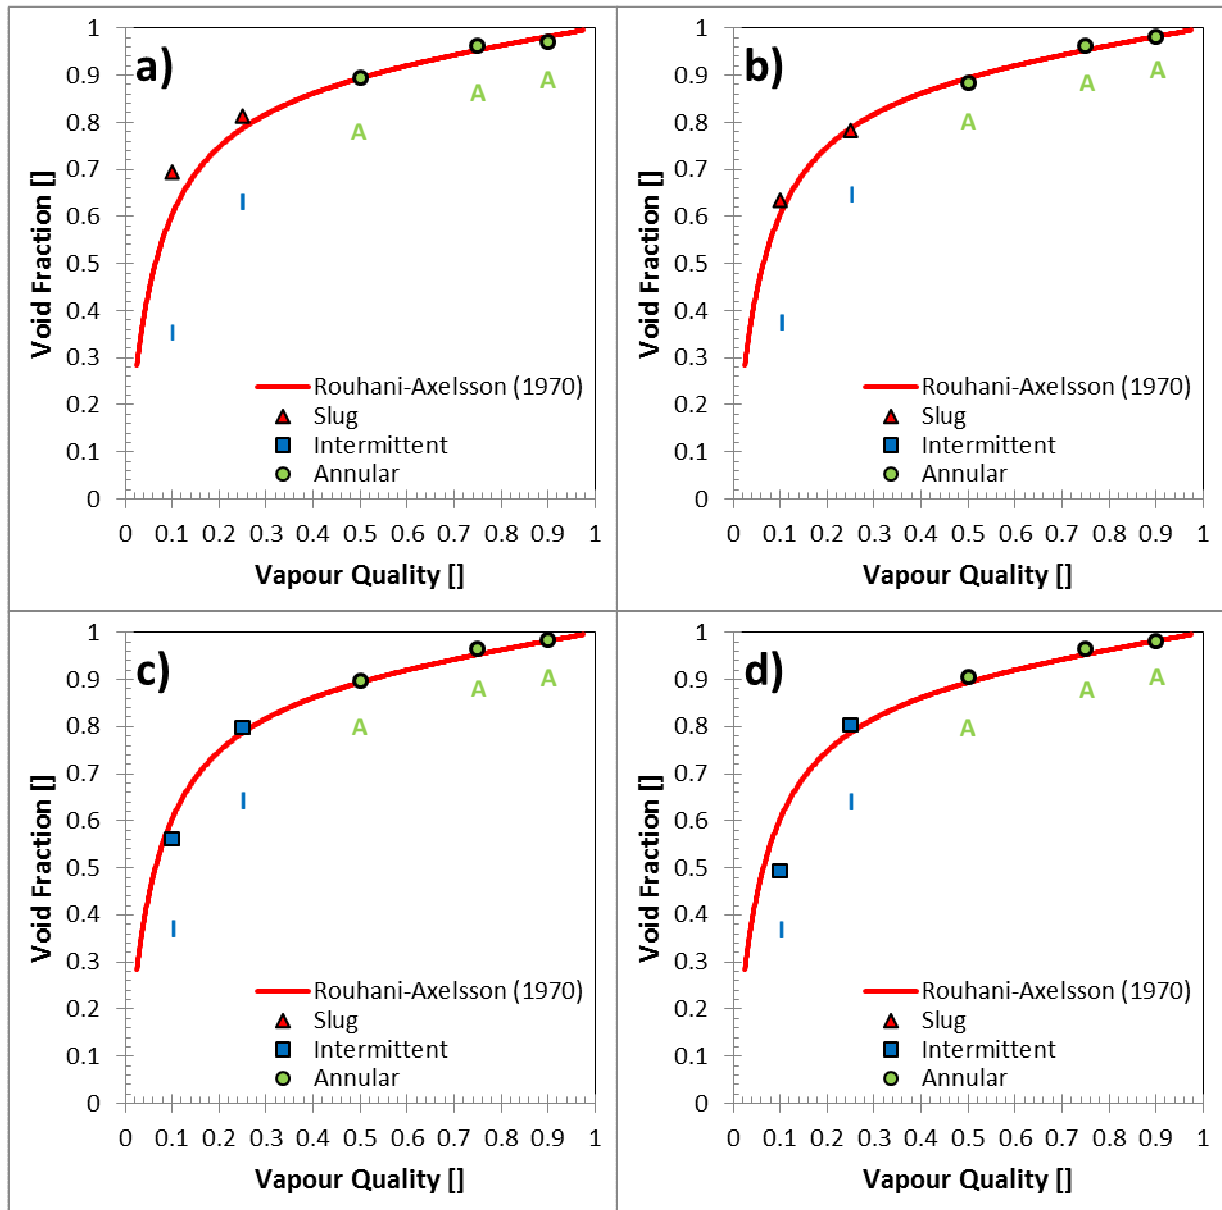 a)
Void Fraction []
1
0.9
0.8
0.7
0.6
0.5
0.4
0.3
0.2
0.1
0
A
A
A
I
I
Rouhani-Axelsson (1970)
Slug
Intermittent
Annular
0 0.1 0.2 0.3 0.4 0.5 0.6 0.7 0.8 0.9 1
Vapour Quality []
b)
Void Fraction []
1
0.9
0.8
0.7
0.6
0.5
0.4
0.3
0.2
0.1
0
A
A
A
I
I
Rouhani-Axelsson (1970)
Slug
Intermittent
Annular
0 0.1 0.2 0.3 0.4 0.5 0.6 0.7 0.8 0.9 1
Vapour Quality []
c)
Void Fraction []
1
0.9
0.8
0.7
0.6
0.5
0.4
0.3
0.2
0.1
0
A
A
A
I
I
Rouhani-Axelsson (1970)
Slug
Intermittent
Annular
0 0.1 0.2 0.3 0.4 0.5 0.6 0.7 0.8 0.9 1
Vapour Quality []
d)
Void Fraction []
1
0.9
0.8
0.7
0.6
0.5
0.4
0.3
0.2
0.1
0
A
A
A
I
I
Rouhani-Axelsson (1970)
Slug
Intermittent
Annular
0 0.1 0.2 0.3 0.4 0.5 0.6 0.7 0.8 0.9 1
Vapour Quality []